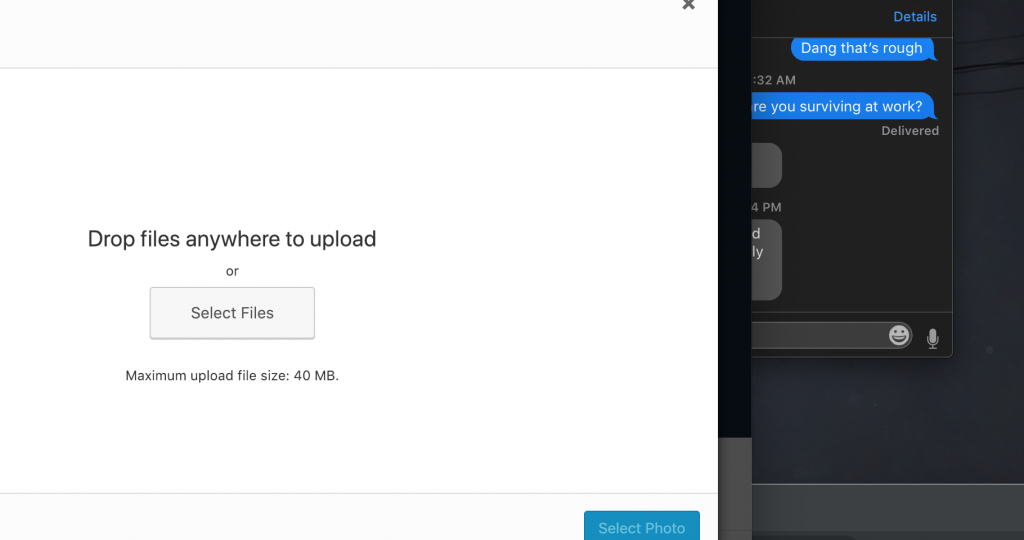 Drop files anywhere to upload
or
Select Files
Maximum upload file size: 40 MB.
Select Photo
Details
Dang that's rough
:32 AM
re you surviving at work?
Delivered
4 PM
d
ly